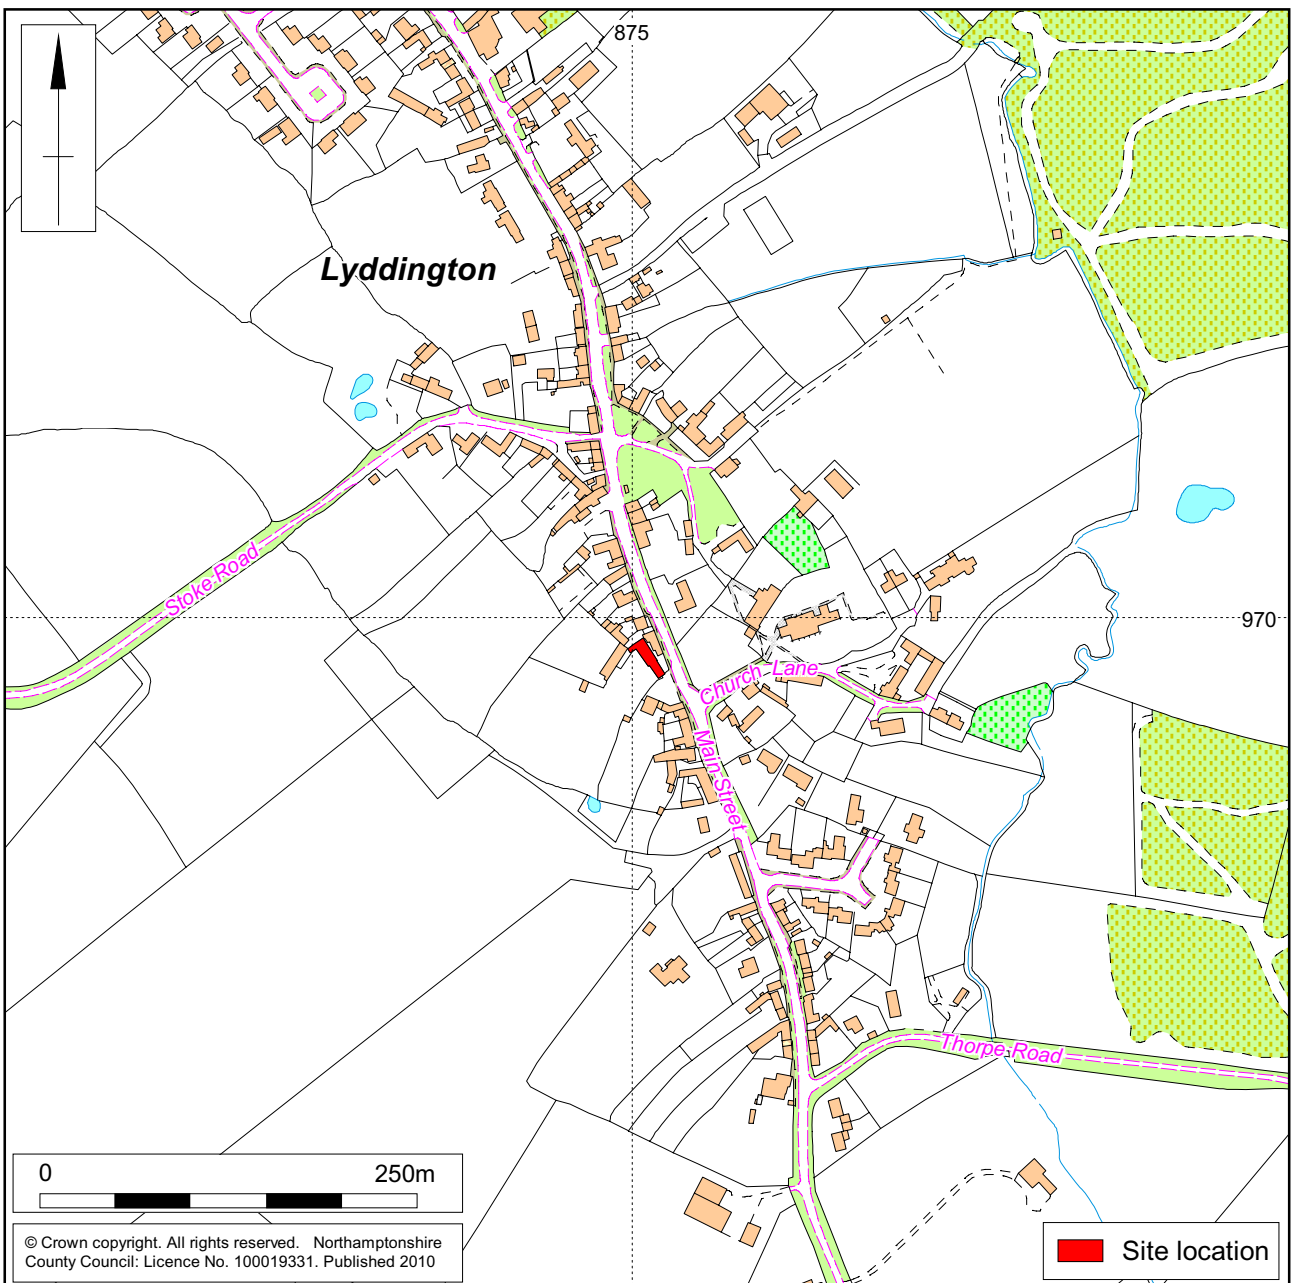 875
Lyddington
Stoke Road
970
Church Lane
Main Street
Thorpe Road
0 250m
© Crown copyright. All rights reserved. Northamptonshire
County Council: Licence No. 100019331. Published 2010
Site location